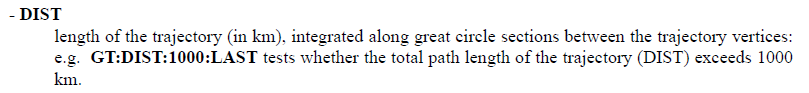 - DIST
length of the trajectory (in km), integrated along great circle sections between the trajectory vertices:
e.g. GT:DIST:1000:LAST tests whether the total path length of the trajectory (DIST) exceeds 1000
km.